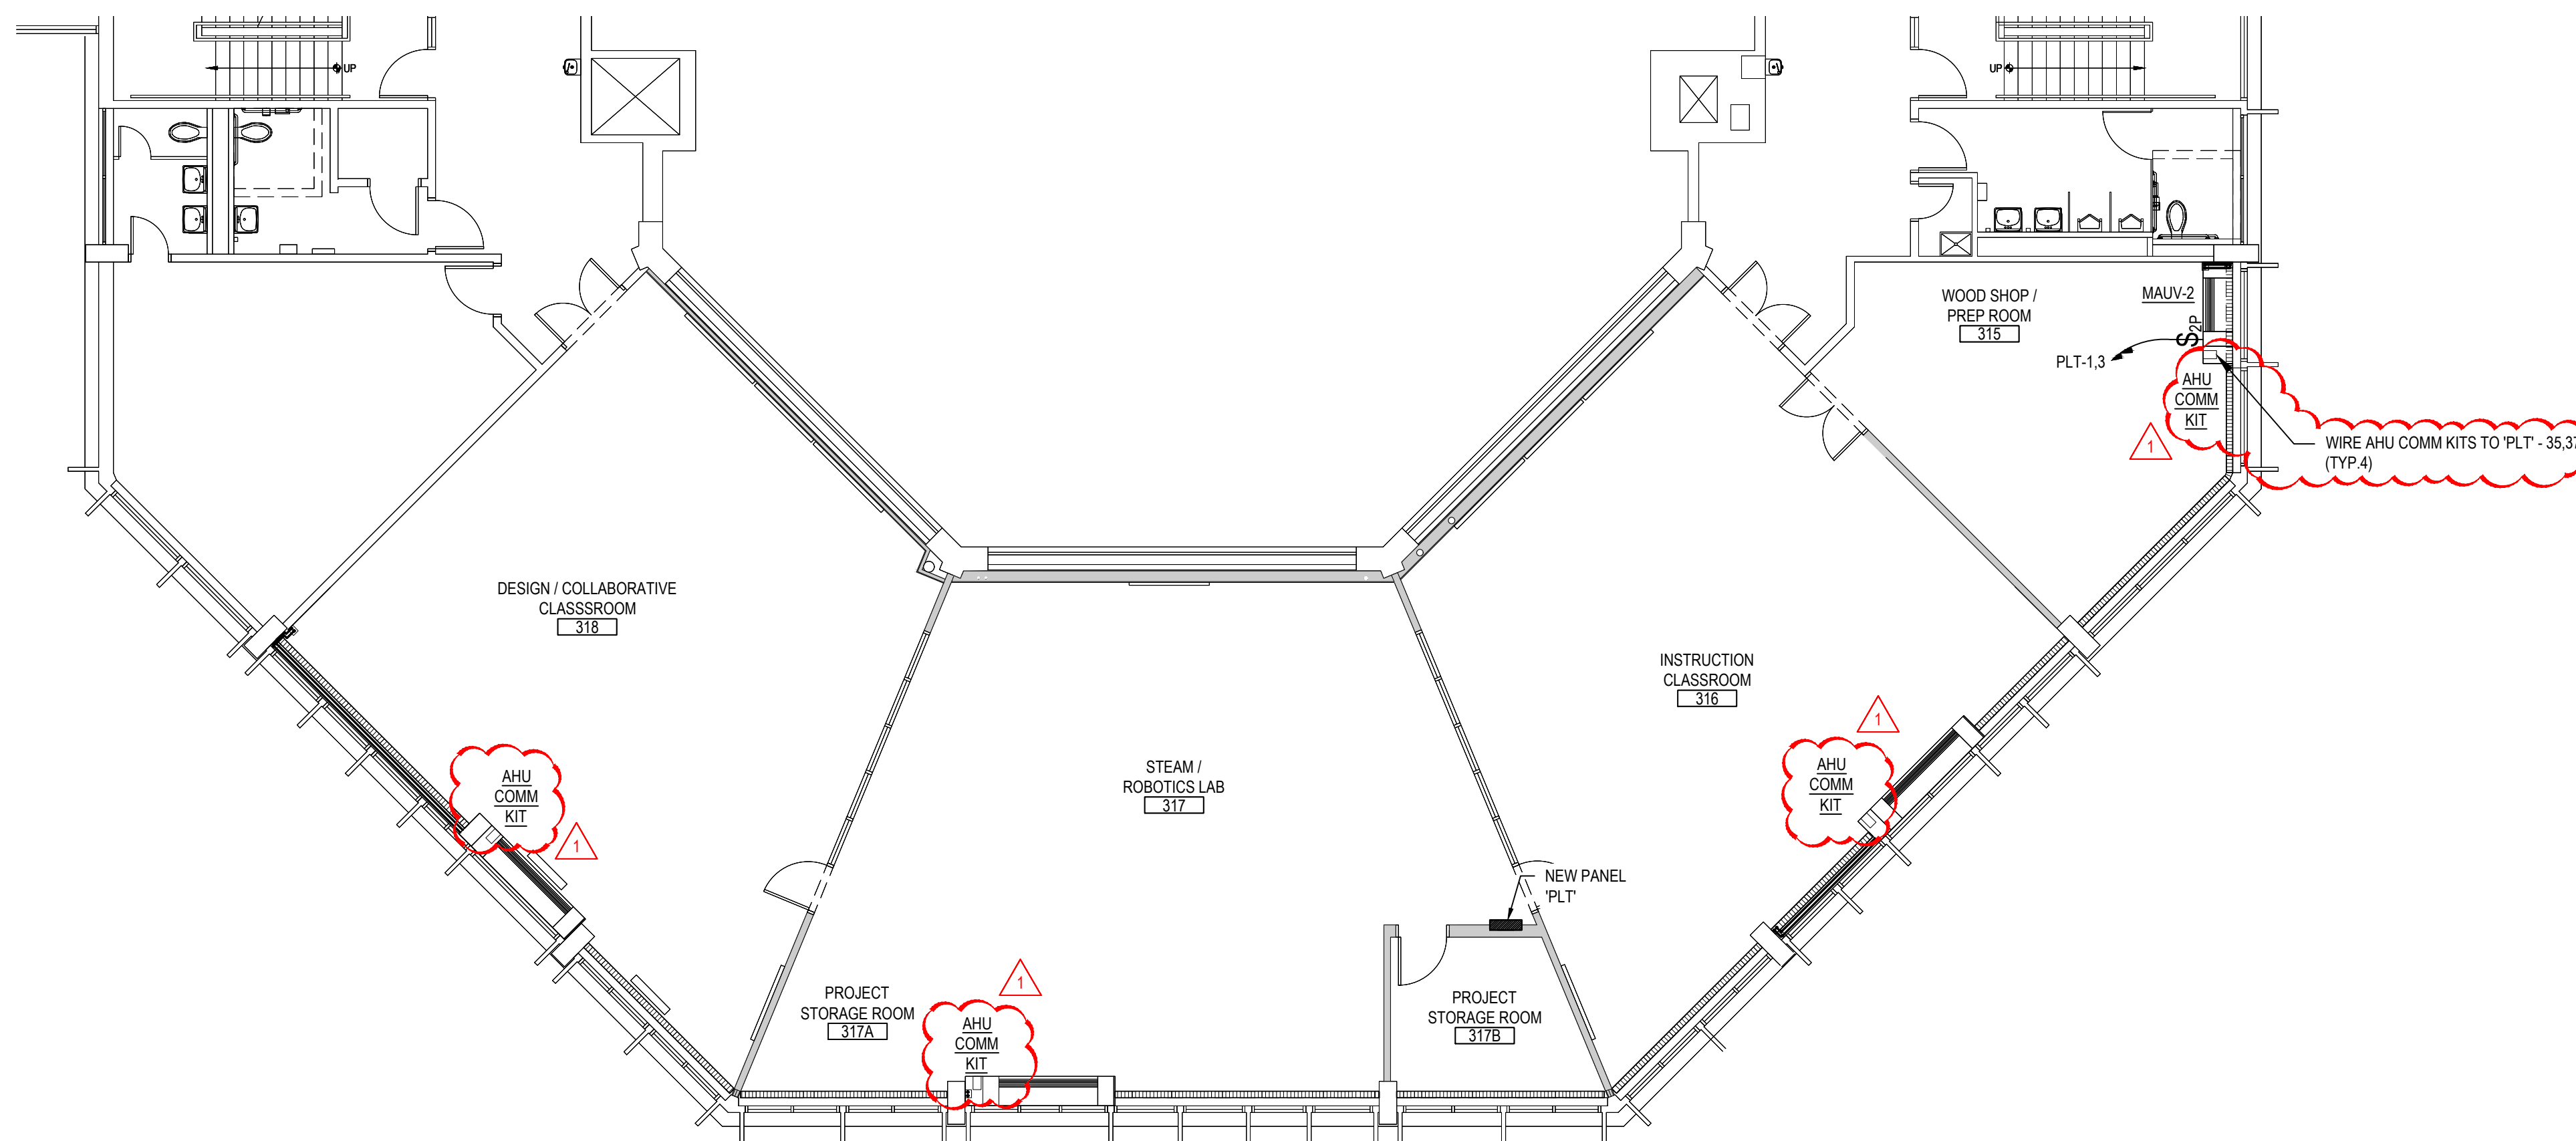 UP
UP
WOOD SHOP /
PREP ROOM
315
MAUV-2
S2P
PLT-1,3
AHU
COMM
KIT
1
WIRE AHU COMM KITS TO 'PLT' - 35,37
(TYP.4)
DESIGN / COLLABORATIVE
CLASSSROOM
318
INSTRUCTION
CLASSROOM
316
1
AHU
COMM
KIT
STEAM /
ROBOTICS LAB
317
AHU
COMM
KIT
1
NEW PANEL
'PLT'
PROJECT
STORAGE ROOM
317A
1
AHU
COMM
KIT
PROJECT
STORAGE ROOM
317B